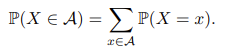 ℙ(X ∈ 𝒜) = ∑_{x∈𝒜} ℙ(X = x).